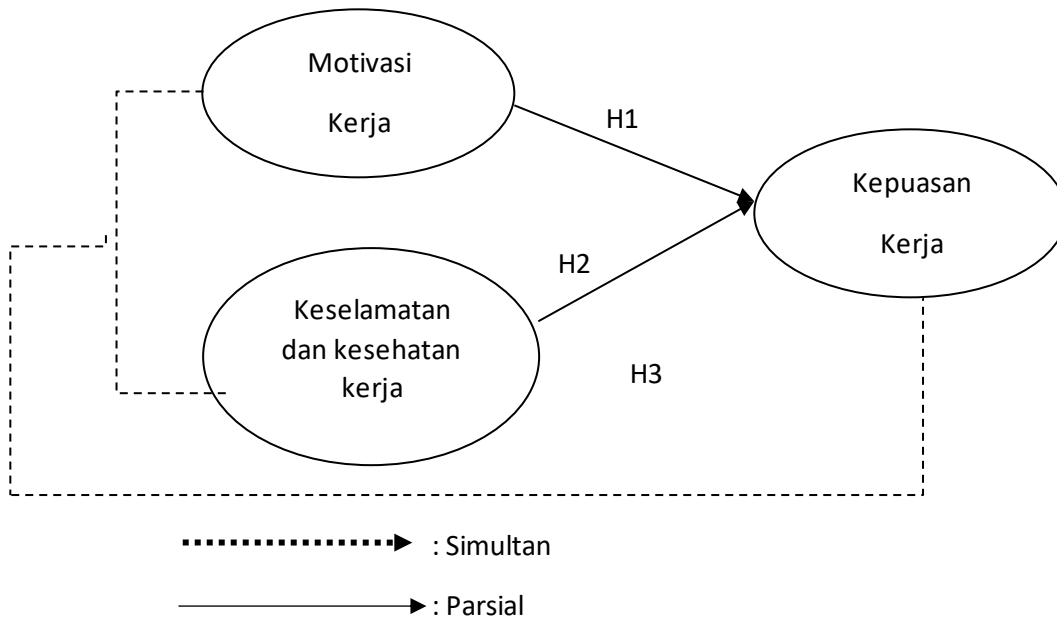 Motivasi
Kerja
H1
Kepuasan
Kerja
H2
Keselamatan
dan kesehatan
kerja
H3
: Simultan
: Parsial